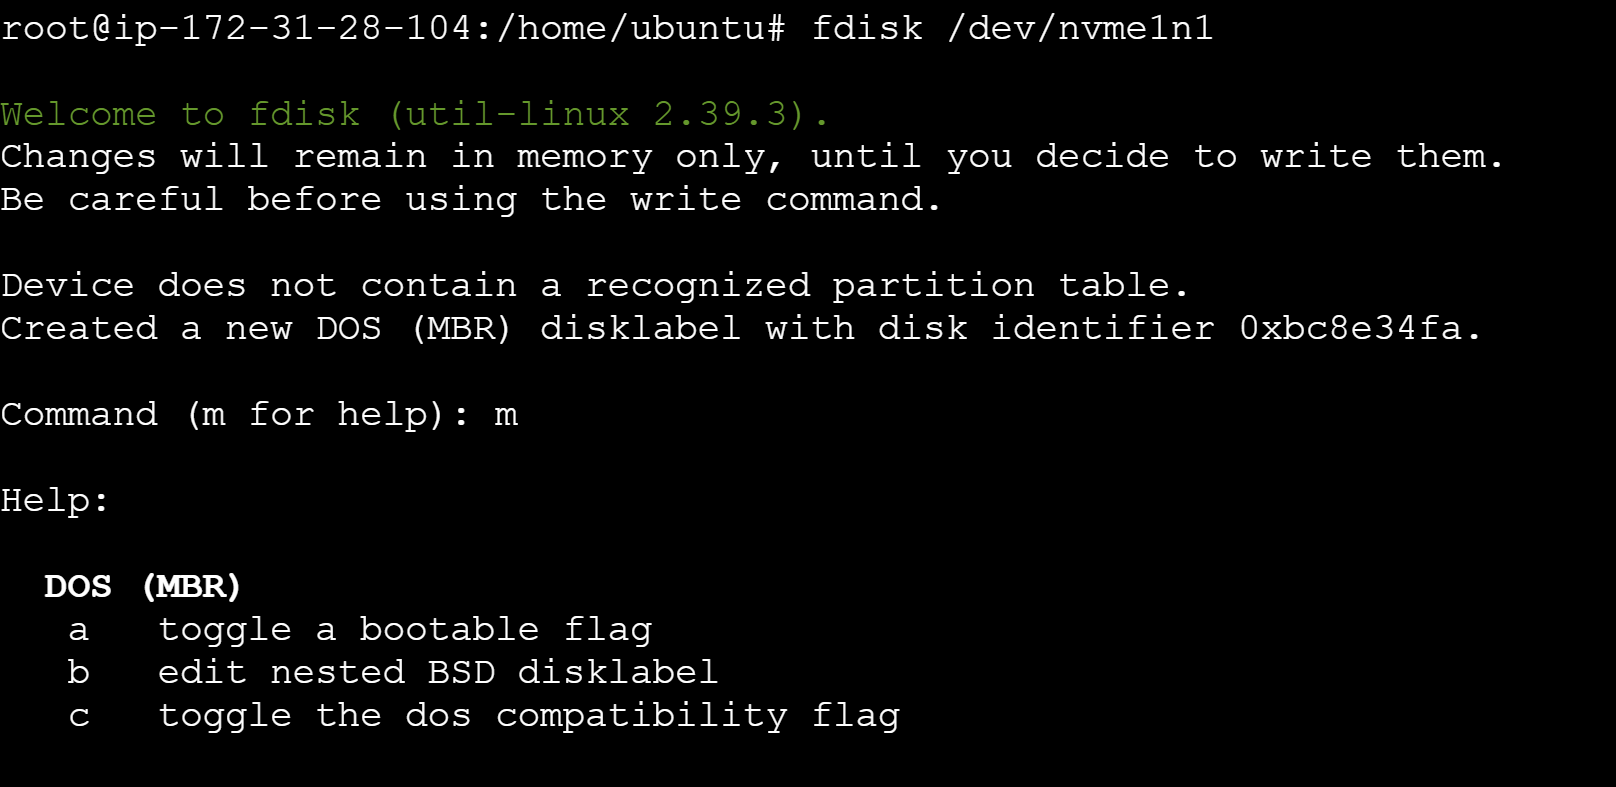 root@ip-172-31-28-104:/home/ubuntu# fdisk /dev/nvme1n1
Welcome to fdisk (util-linux 2.39.3).
Changes will remain in memory only, until you decide to write them.
Be careful before using the write command.
Device does not contain a recognized partition table.
Created a new DOS (MBR) disklabel with disk identifier 0xbc8e34fa.
Command (m for help): m
Help:
DOS (MBR)
a toggle a bootable flag
b edit nested BSD disklabel
c toggle the dos compatibility flag